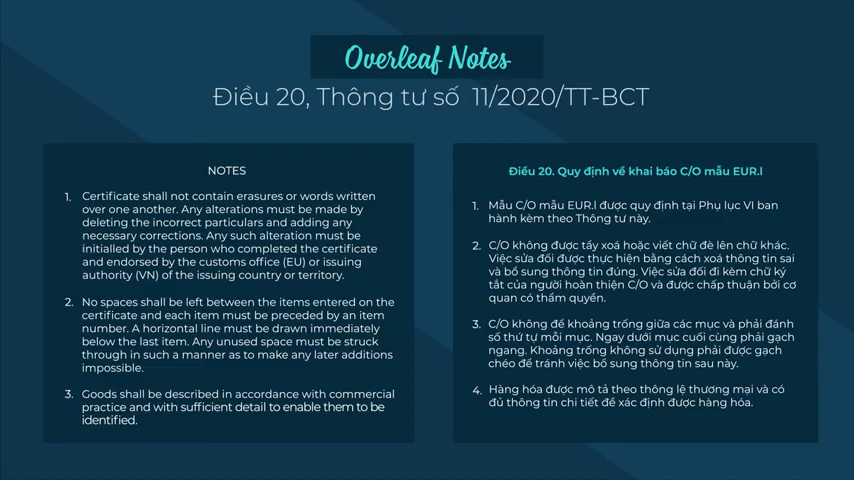 Overleaf Notes
Điều 20, Thông tư số 11/2020/TT-BCT
NOTES
1. Certificate shall not contain erasures or words written
over one another. Any alterations must be made by
deleting the incorrect particulars and adding any
necessary corrections. Any such alteration must be
initialled by the person who completed the certificate
and endorsed by the customs office (EU) or issuing
authority (VN) of the issuing country or territory.
2. No spaces shall be left between the items entered on the
certificate and each item must be preceded by an item
number. A horizontal line must be drawn immediately
below the last item. Any unused space must be struck
through in such a manner as to make any later additions
impossible.
3. Goods shall be described in accordance with commercial
practice and with sufficient detail to enable them to be
identified.
Điều 20. Quy định về khai báo C/O mẫu EUR.l
1. Mẫu C/O mẫu EUR.l được quy định tại Phụ lục VI ban
hành kèm theo Thông tư này.
2. C/O không được tẩy xoá hoặc viết chữ đè lên chữ khác.
Việc sửa đổi được thực hiện bằng cách xoá thông tin sai
và bổ sung thông tin đúng. Việc sửa đổi đi kèm chữ ký
tắt của người hoàn thiện C/O và được chấp thuận bởi cơ
quan có thẩm quyền.
3. C/O không để khoảng trống giữa các mục và phải đánh
số thứ tự mỗi mục. Ngay dưới mục cuối cùng phải gạch
ngang. Khoảng trống không sử dụng phải được gạch
chéo để tránh việc bổ sung thông tin sau này.
4. Hàng hóa được mô tả theo thông lệ thương mại và có
đủ thông tin chi tiết để xác định được hàng hóa.